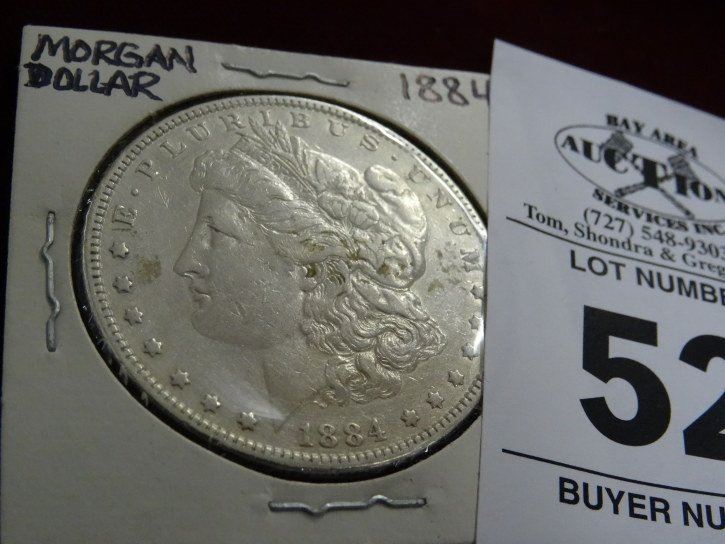 MORGAN
DOLLAR
1884
E·PLURIBUS·UNUM
1884
BAY AREA
AUCTION
SERVICES INC
(727) 548-9303
Tom, Shondra & Greg
LOT NUMBE
52
BUYER NU